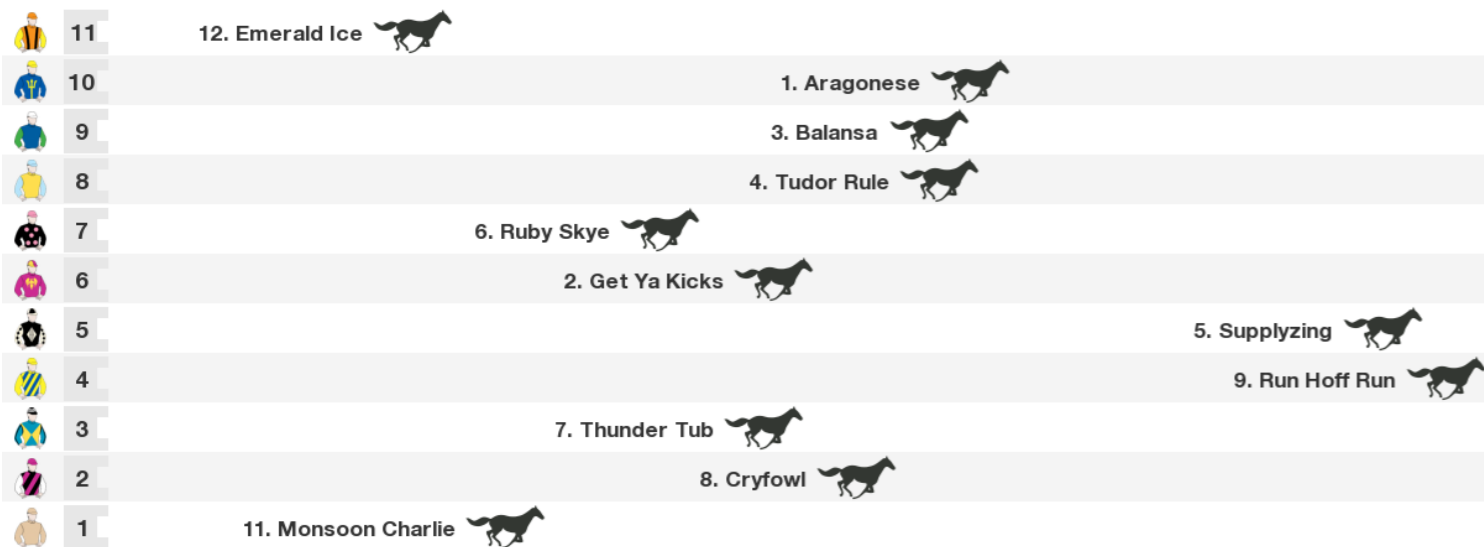 11 12. Emerald Ice
10 1. Aragonese
9 3. Balansa
8 4. Tudor Rule
7 6. Ruby Skye
6 2. Get Ya Kicks
5 5. Supplyzing
4 9. Run Hoff Run
3 7. Thunder Tub
2 8. Cryfowl
1 11. Monsoon Charlie